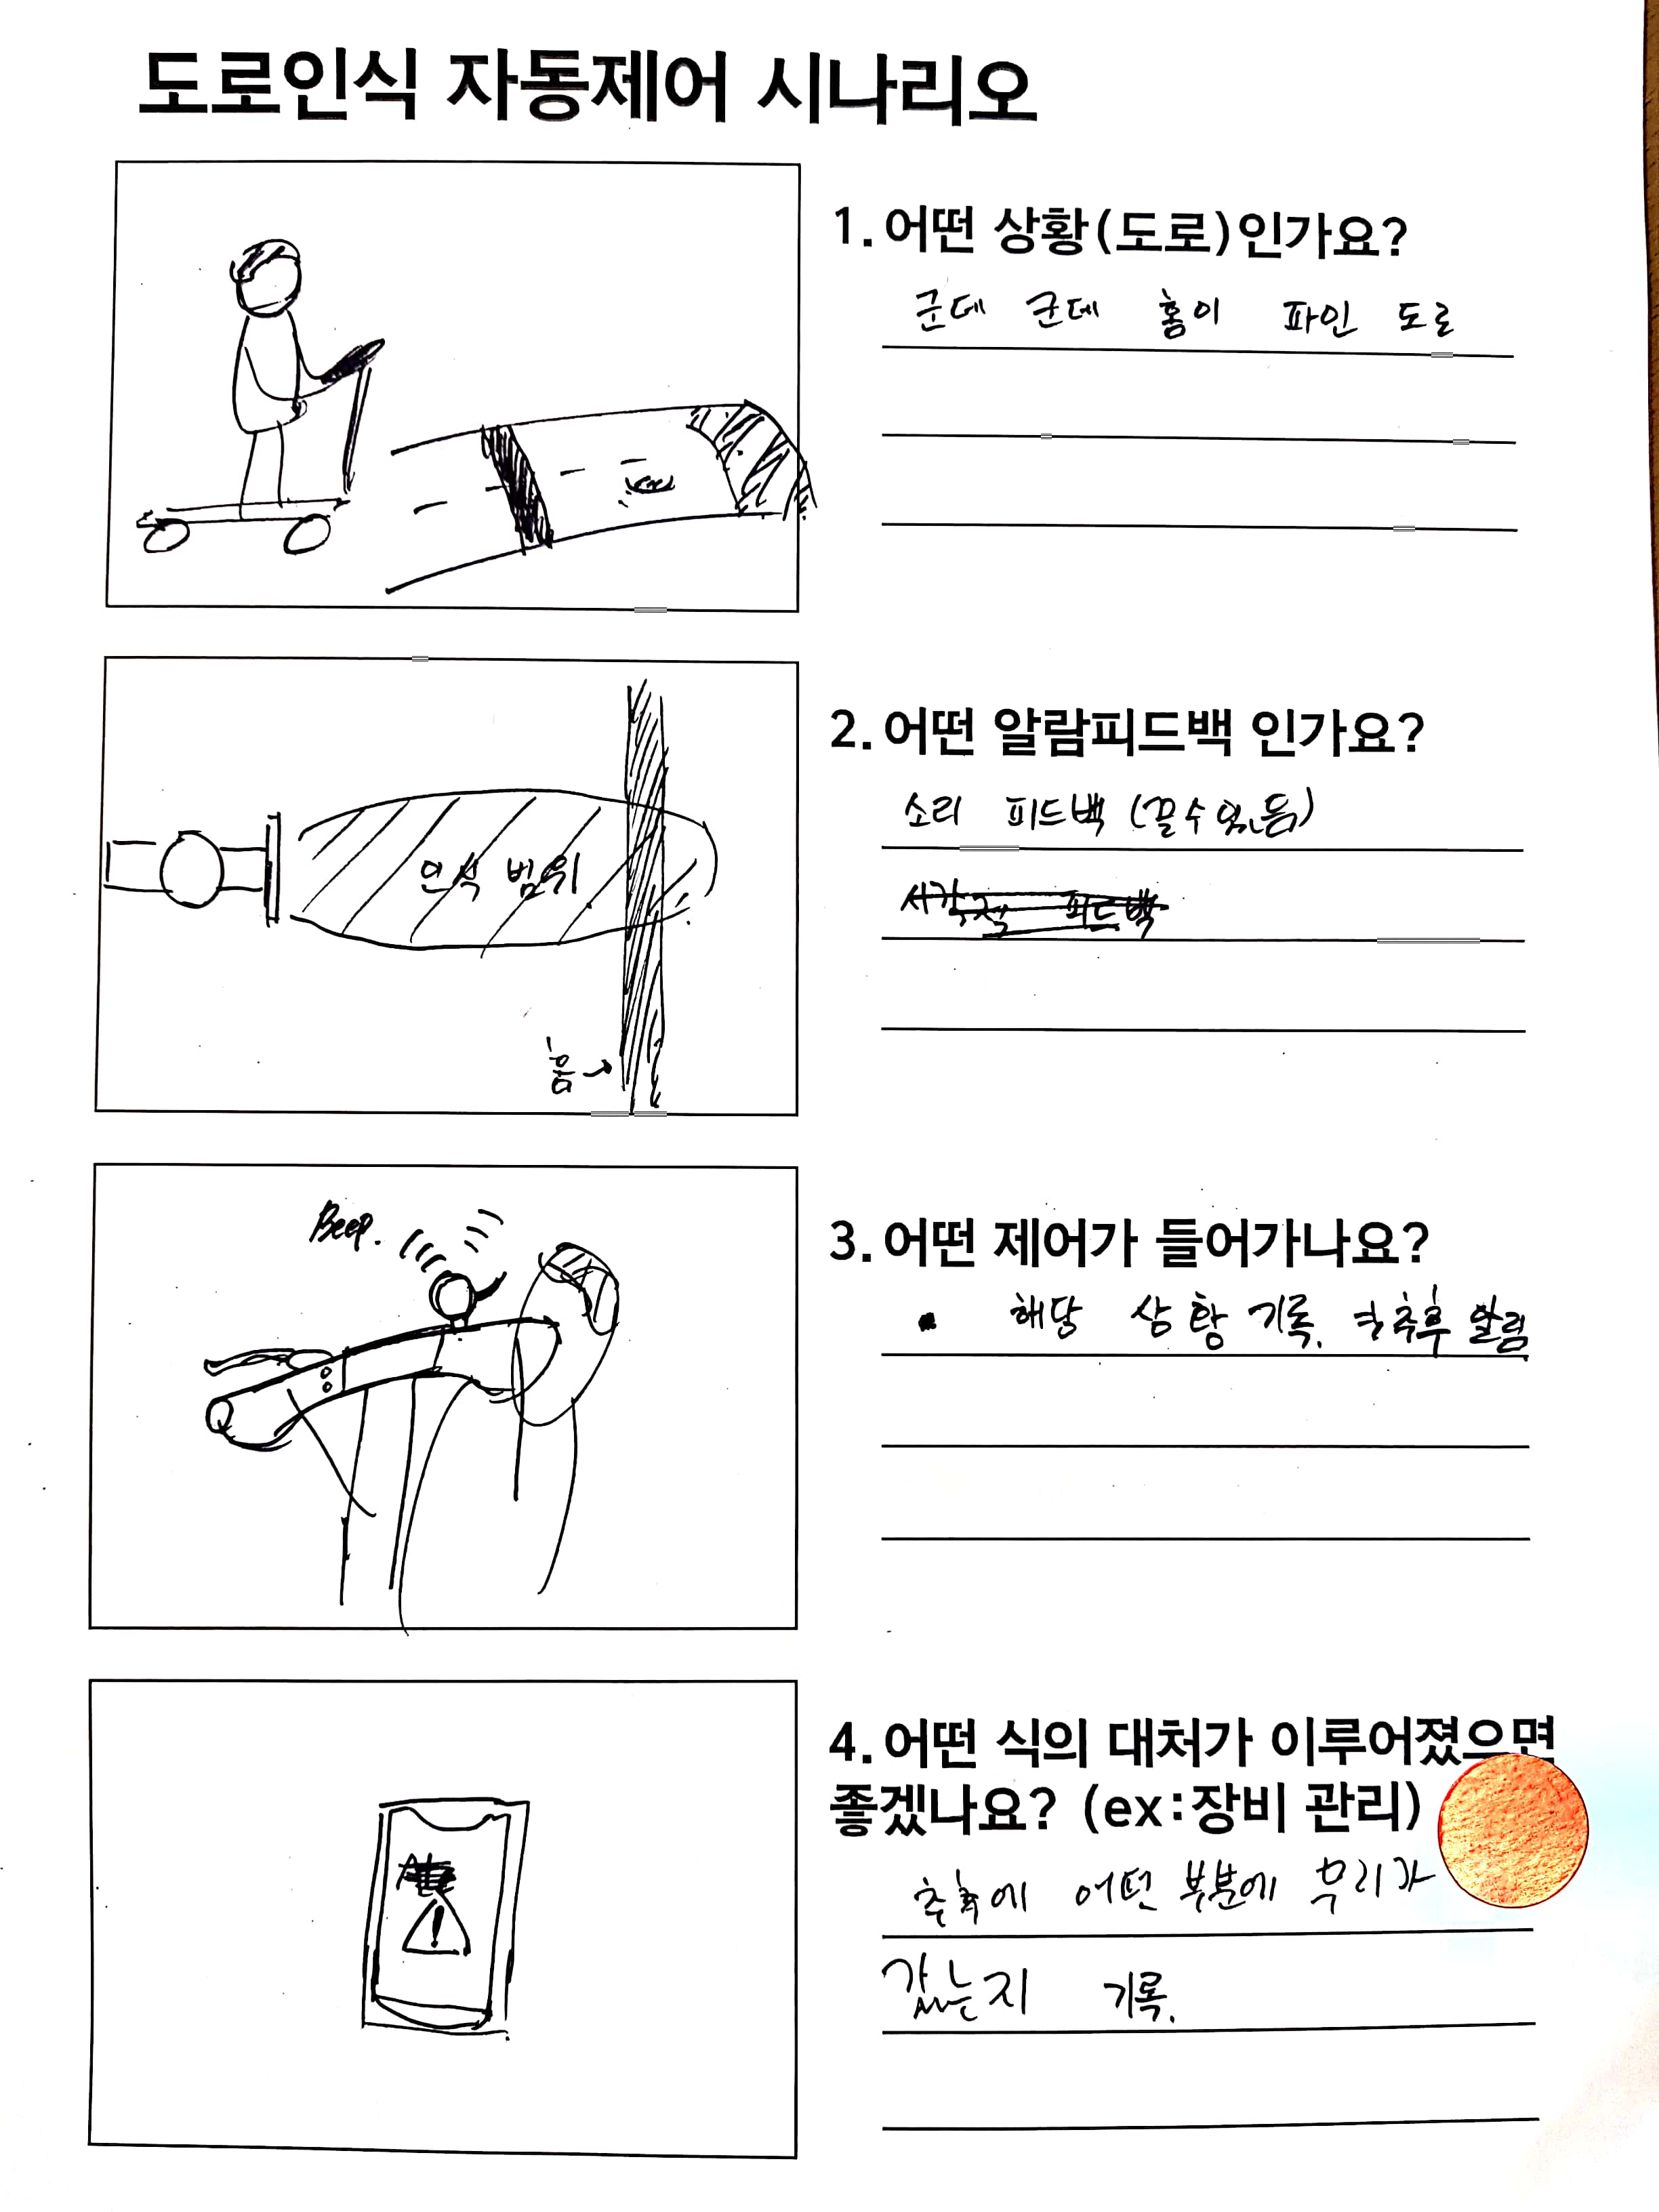 도로인식 자동제어 시나리오
1. 어떤 상황(도로)인가요?
군데 군데 홈이 파인 도로
2. 어떤 알람피드백 인가요?
소리 피드백 (끌수있음)
시각적 피드백
인식 범위
홈→
Beep.
3. 어떤 제어가 들어가나요?
해당 상황 기록. 추후 알림
!
4. 어떤 식의 대처가 이루어졌으면
좋겠나요? (ex:장비 관리)
추후에 어떤 부분에 무리가
갔는지 기록.